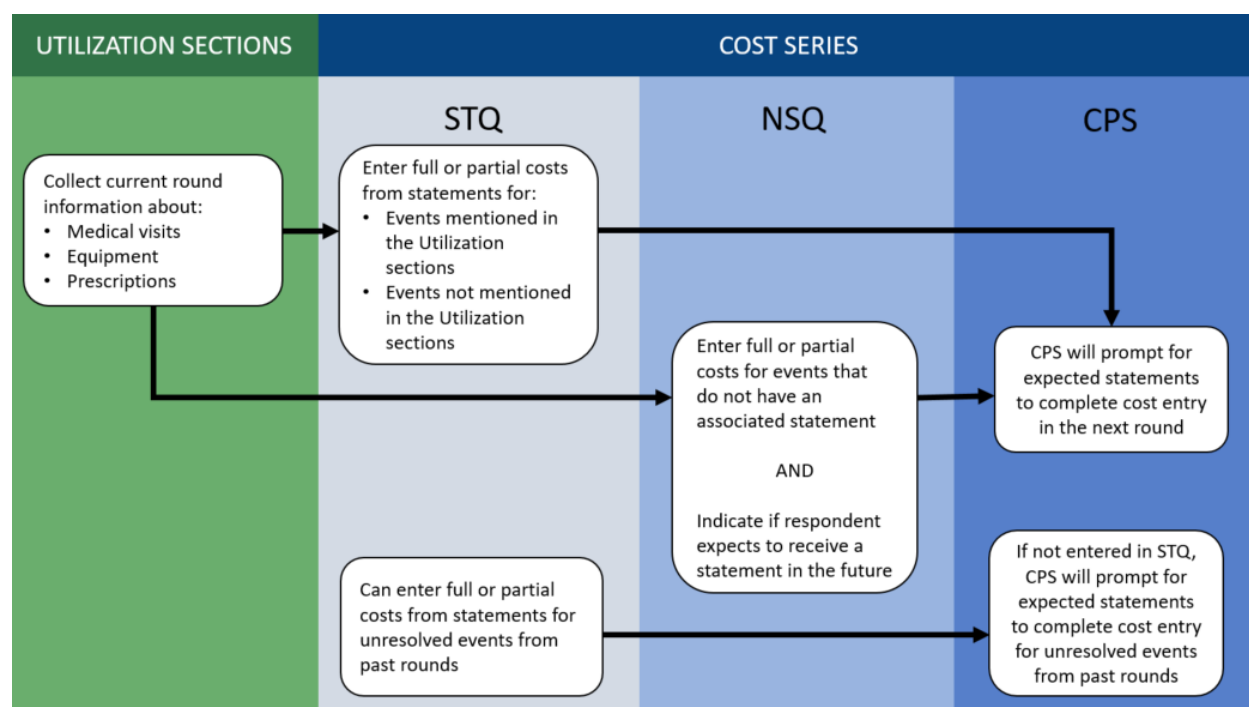 UTILIZATION SECTIONS
COST SERIES
STQ
NSQ
CPS
Collect current round
information about:
• Medical visits
• Equipment
• Prescriptions
Enter full or partial costs
from statements for:
• Events mentioned in
the Utilization
sections
• Events not mentioned
in the Utilization
sections
Enter full or partial
costs for events that
do not have an
associated statement
AND
Indicate if respondent
expects to receive a
statement in the future
CPS will prompt for
expected statements
to complete cost entry
in the next round
Can enter full or partial
costs from statements for
unresolved events from
past rounds
If not entered in STQ,
CPS will prompt for
expected statements
to complete cost entry
for unresolved events
from past rounds